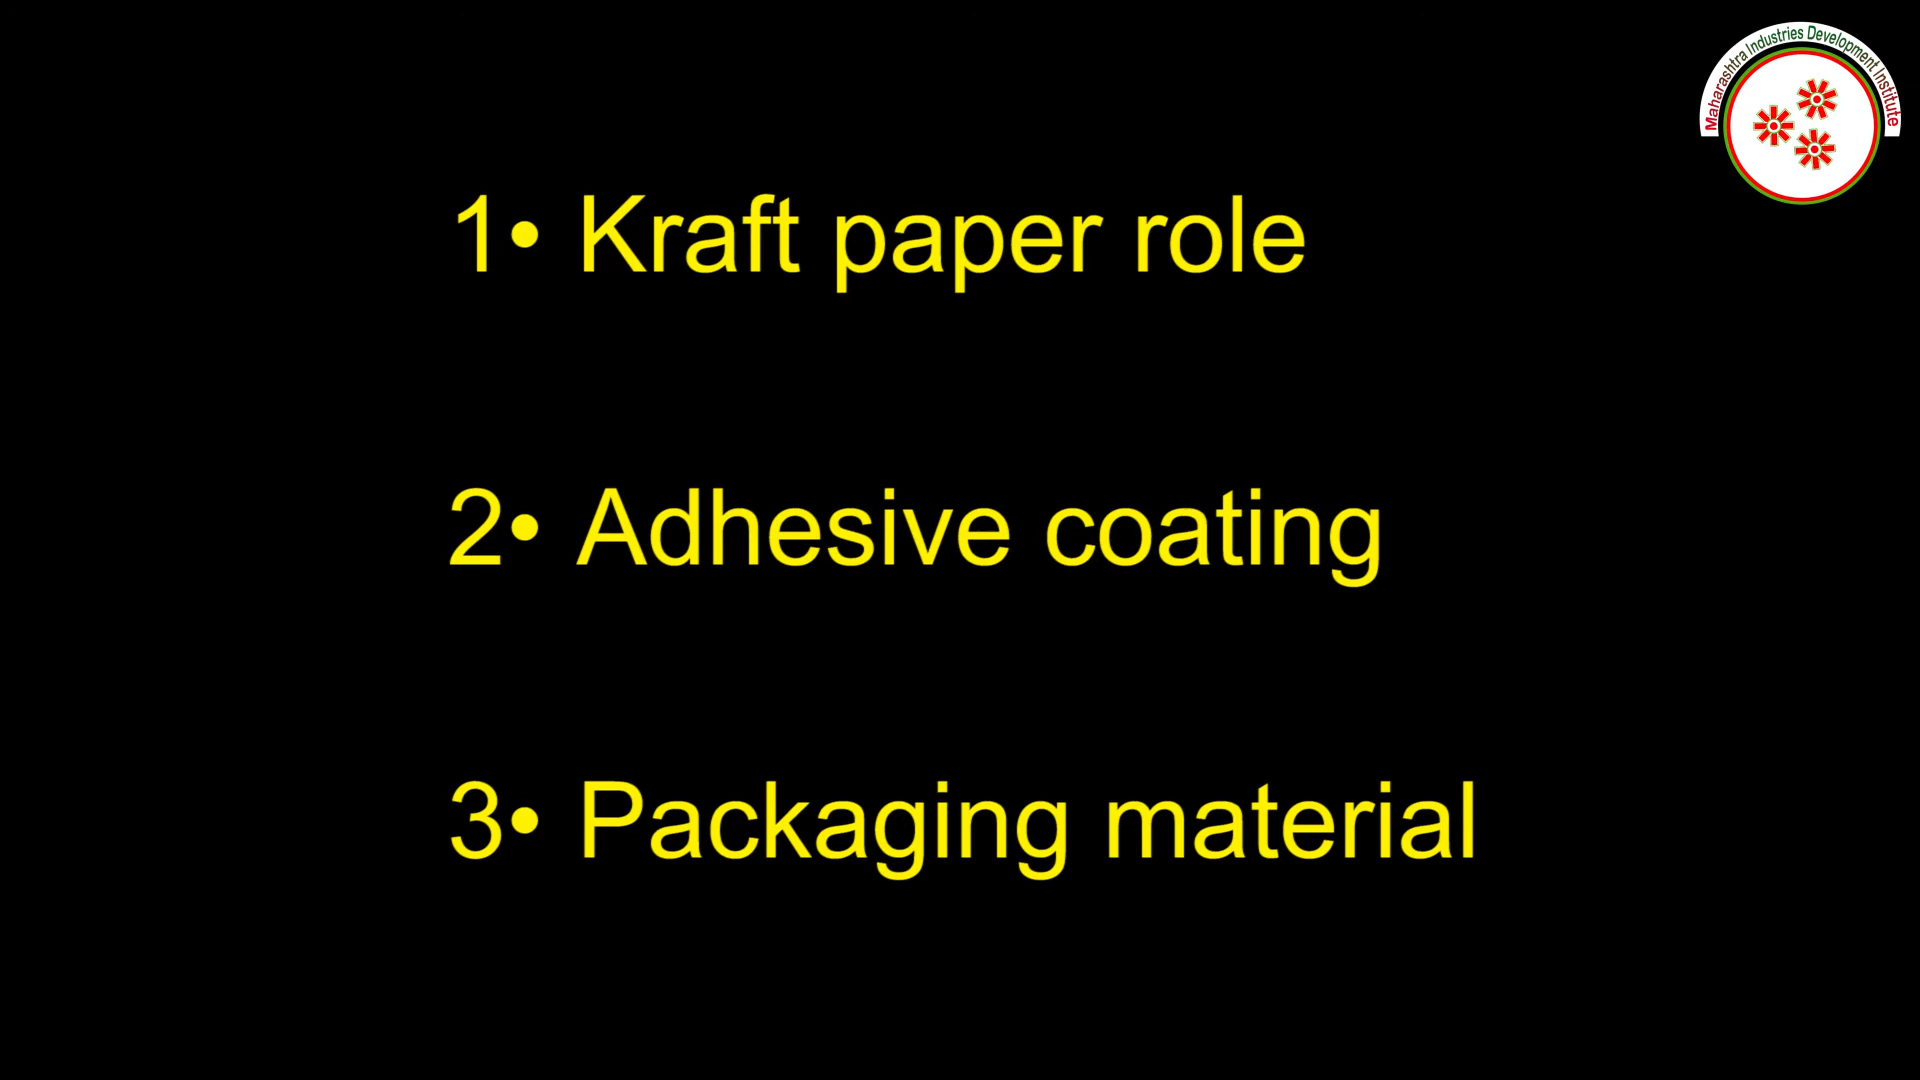 Maharashtra Industries Development Institute
1• Kraft paper role
2• Adhesive coating
3• Packaging material